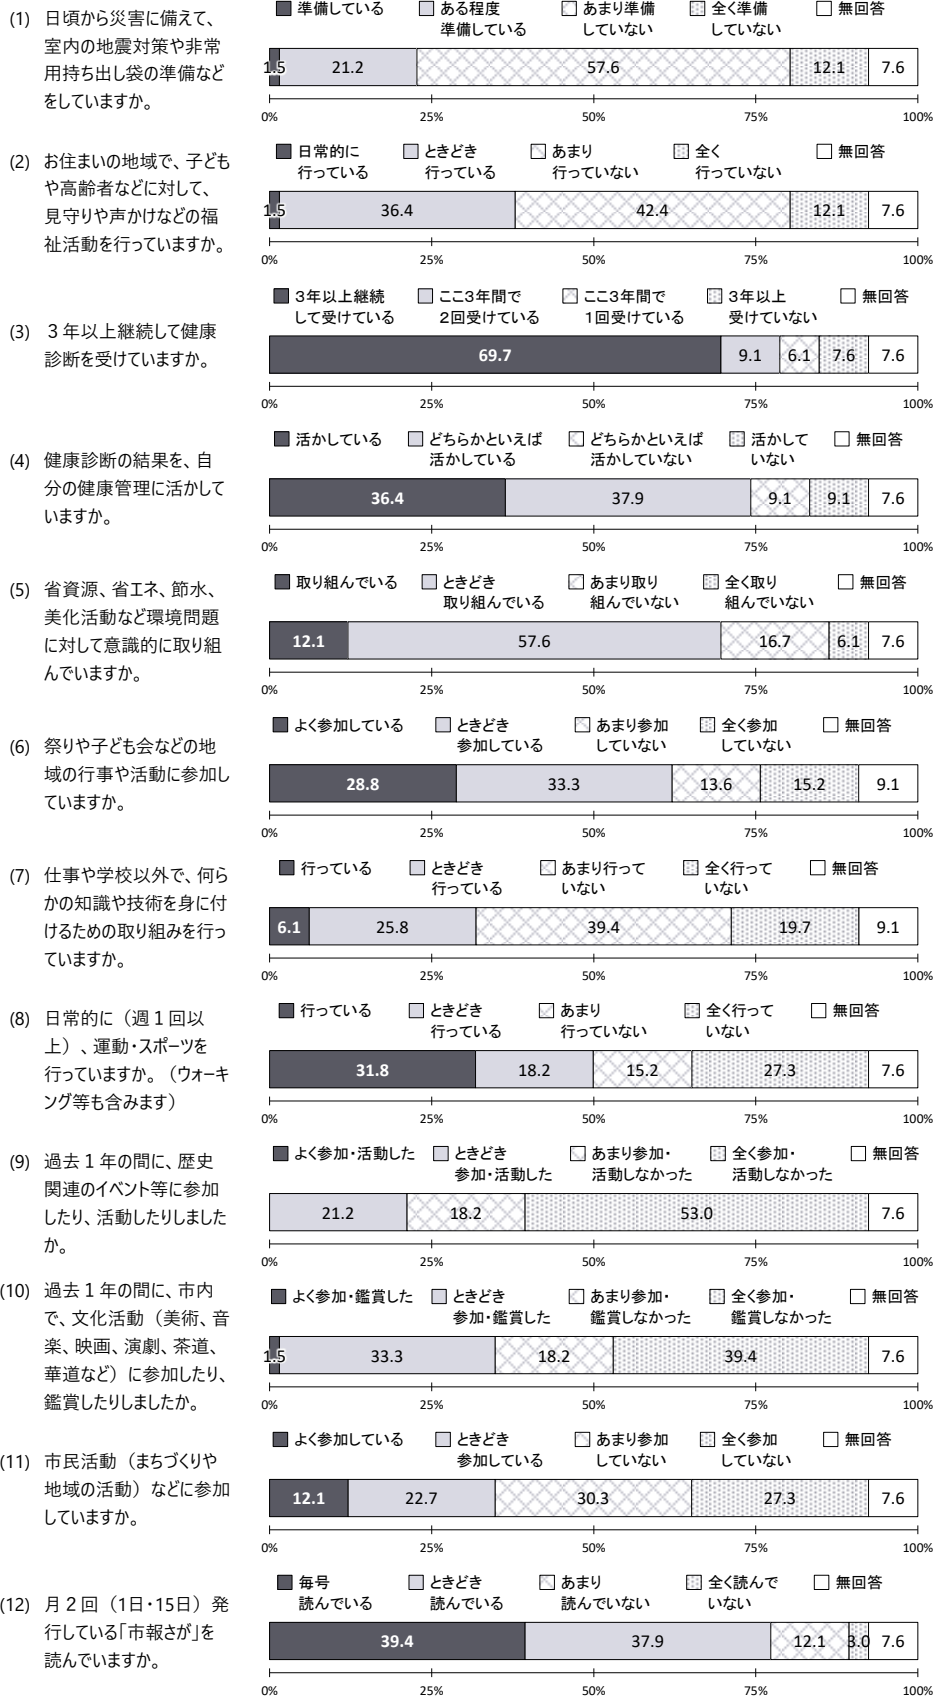 (1) 日頃から災害に備えて、
室内の地震対策や非常
用持ち出し袋の準備など
をしていますか。
準備している ある程度 あまり準備 全く準備 無回答
準備している していない していない
1.5 21.2 57.6 12.1 7.6
0% 25% 50% 75% 100%
(2) お住まいの地域で、子ども
や高齢者などに対して、
見守りや声かけなどの福
祉活動を行っていますか。
日常的に ときどき あまり 全く 無回答
行っている 行っている 行っていない 行っていない
1.5 36.4 42.4 12.1 7.6
0% 25% 50% 75% 100%
(3) 3年以上継続して健康
診断を受けていますか。
3年以上継続 ここ3年間で ここ3年間で 3年以上 無回答
して受けている 2回受けている 1回受けている 受けていない
69.7 9.1 6.1 7.6 7.6
0% 25% 50% 75% 100%
(4) 健康診断の結果を、自
分の健康管理に活かして
いますか。
活かしている どちらかといえば どちらかといえば 活かして 無回答
活かしている 活かしていない いない
36.4 37.9 9.1 9.1 7.6
0% 25% 50% 75% 100%
(5) 省資源、省エネ、節水、
美化活動など環境問題
に対して意識的に取り組
んでいますか。
取り組んでいる ときどき あまり取り 全く取り 無回答
取り組んでいる 組んでいない 組んでいない
12.1 57.6 16.7 6.1 7.6
0% 25% 50% 75% 100%
(6) 祭りや子ども会などの地
域の行事や活動に参加し
ていますか。
よく参加している ときどき あまり参加 全く参加 無回答
参加している していない していない
28.8 33.3 13.6 15.2 9.1
0% 25% 50% 75% 100%
(7) 仕事や学校以外で、何ら
かの知識や技術を身に付
けるための取り組みを行っ
ていますか。
行っている ときどき あまり行って 全く行って 無回答
行っている いない いない
6.1 25.8 39.4 19.7 9.1
0% 25% 50% 75% 100%
(8) 日常的に（週1回以
上）、運動・スポーツを
行っていますか。（ウォーキ
ング等も含みます）
行っている ときどき あまり 全く行って 無回答
行っている 行っていない いない
31.8 18.2 15.2 27.3 7.6
0% 25% 50% 75% 100%
(9) 過去1年の間に、歴史
関連のイベント等に参加
したり、活動したりしました
か。
よく参加・活動した ときどき あまり参加・ 全く参加・ 無回答
参加・活動した 活動しなかった 活動しなかった
21.2 18.2 53.0 7.6
0% 25% 50% 75% 100%
(10) 過去1年の間に、市内
で、文化活動（美術、音
楽、映画、演劇、茶道、
華道など）に参加したり、
鑑賞したりしましたか。
よく参加・鑑賞した ときどき あまり参加・ 全く参加・ 無回答
参加・鑑賞した 鑑賞しなかった 鑑賞しなかった
1.5 33.3 18.2 39.4 7.6
0% 25% 50% 75% 100%
(11) 市民活動（まちづくりや
地域の活動）などに参加
していますか。
よく参加している ときどき あまり参加 全く参加 無回答
参加している していない していない
12.1 22.7 30.3 27.3 7.6
0% 25% 50% 75% 100%
(12) 月2回（1日・15日）発
行している「市報さが」を
読んでいますか。
毎号 ときどき あまり 全く読んで 無回答
読んでいる 読んでいる 読んでいない いない
39.4 37.9 12.1 3.0 7.6
0% 25% 50% 75% 100%